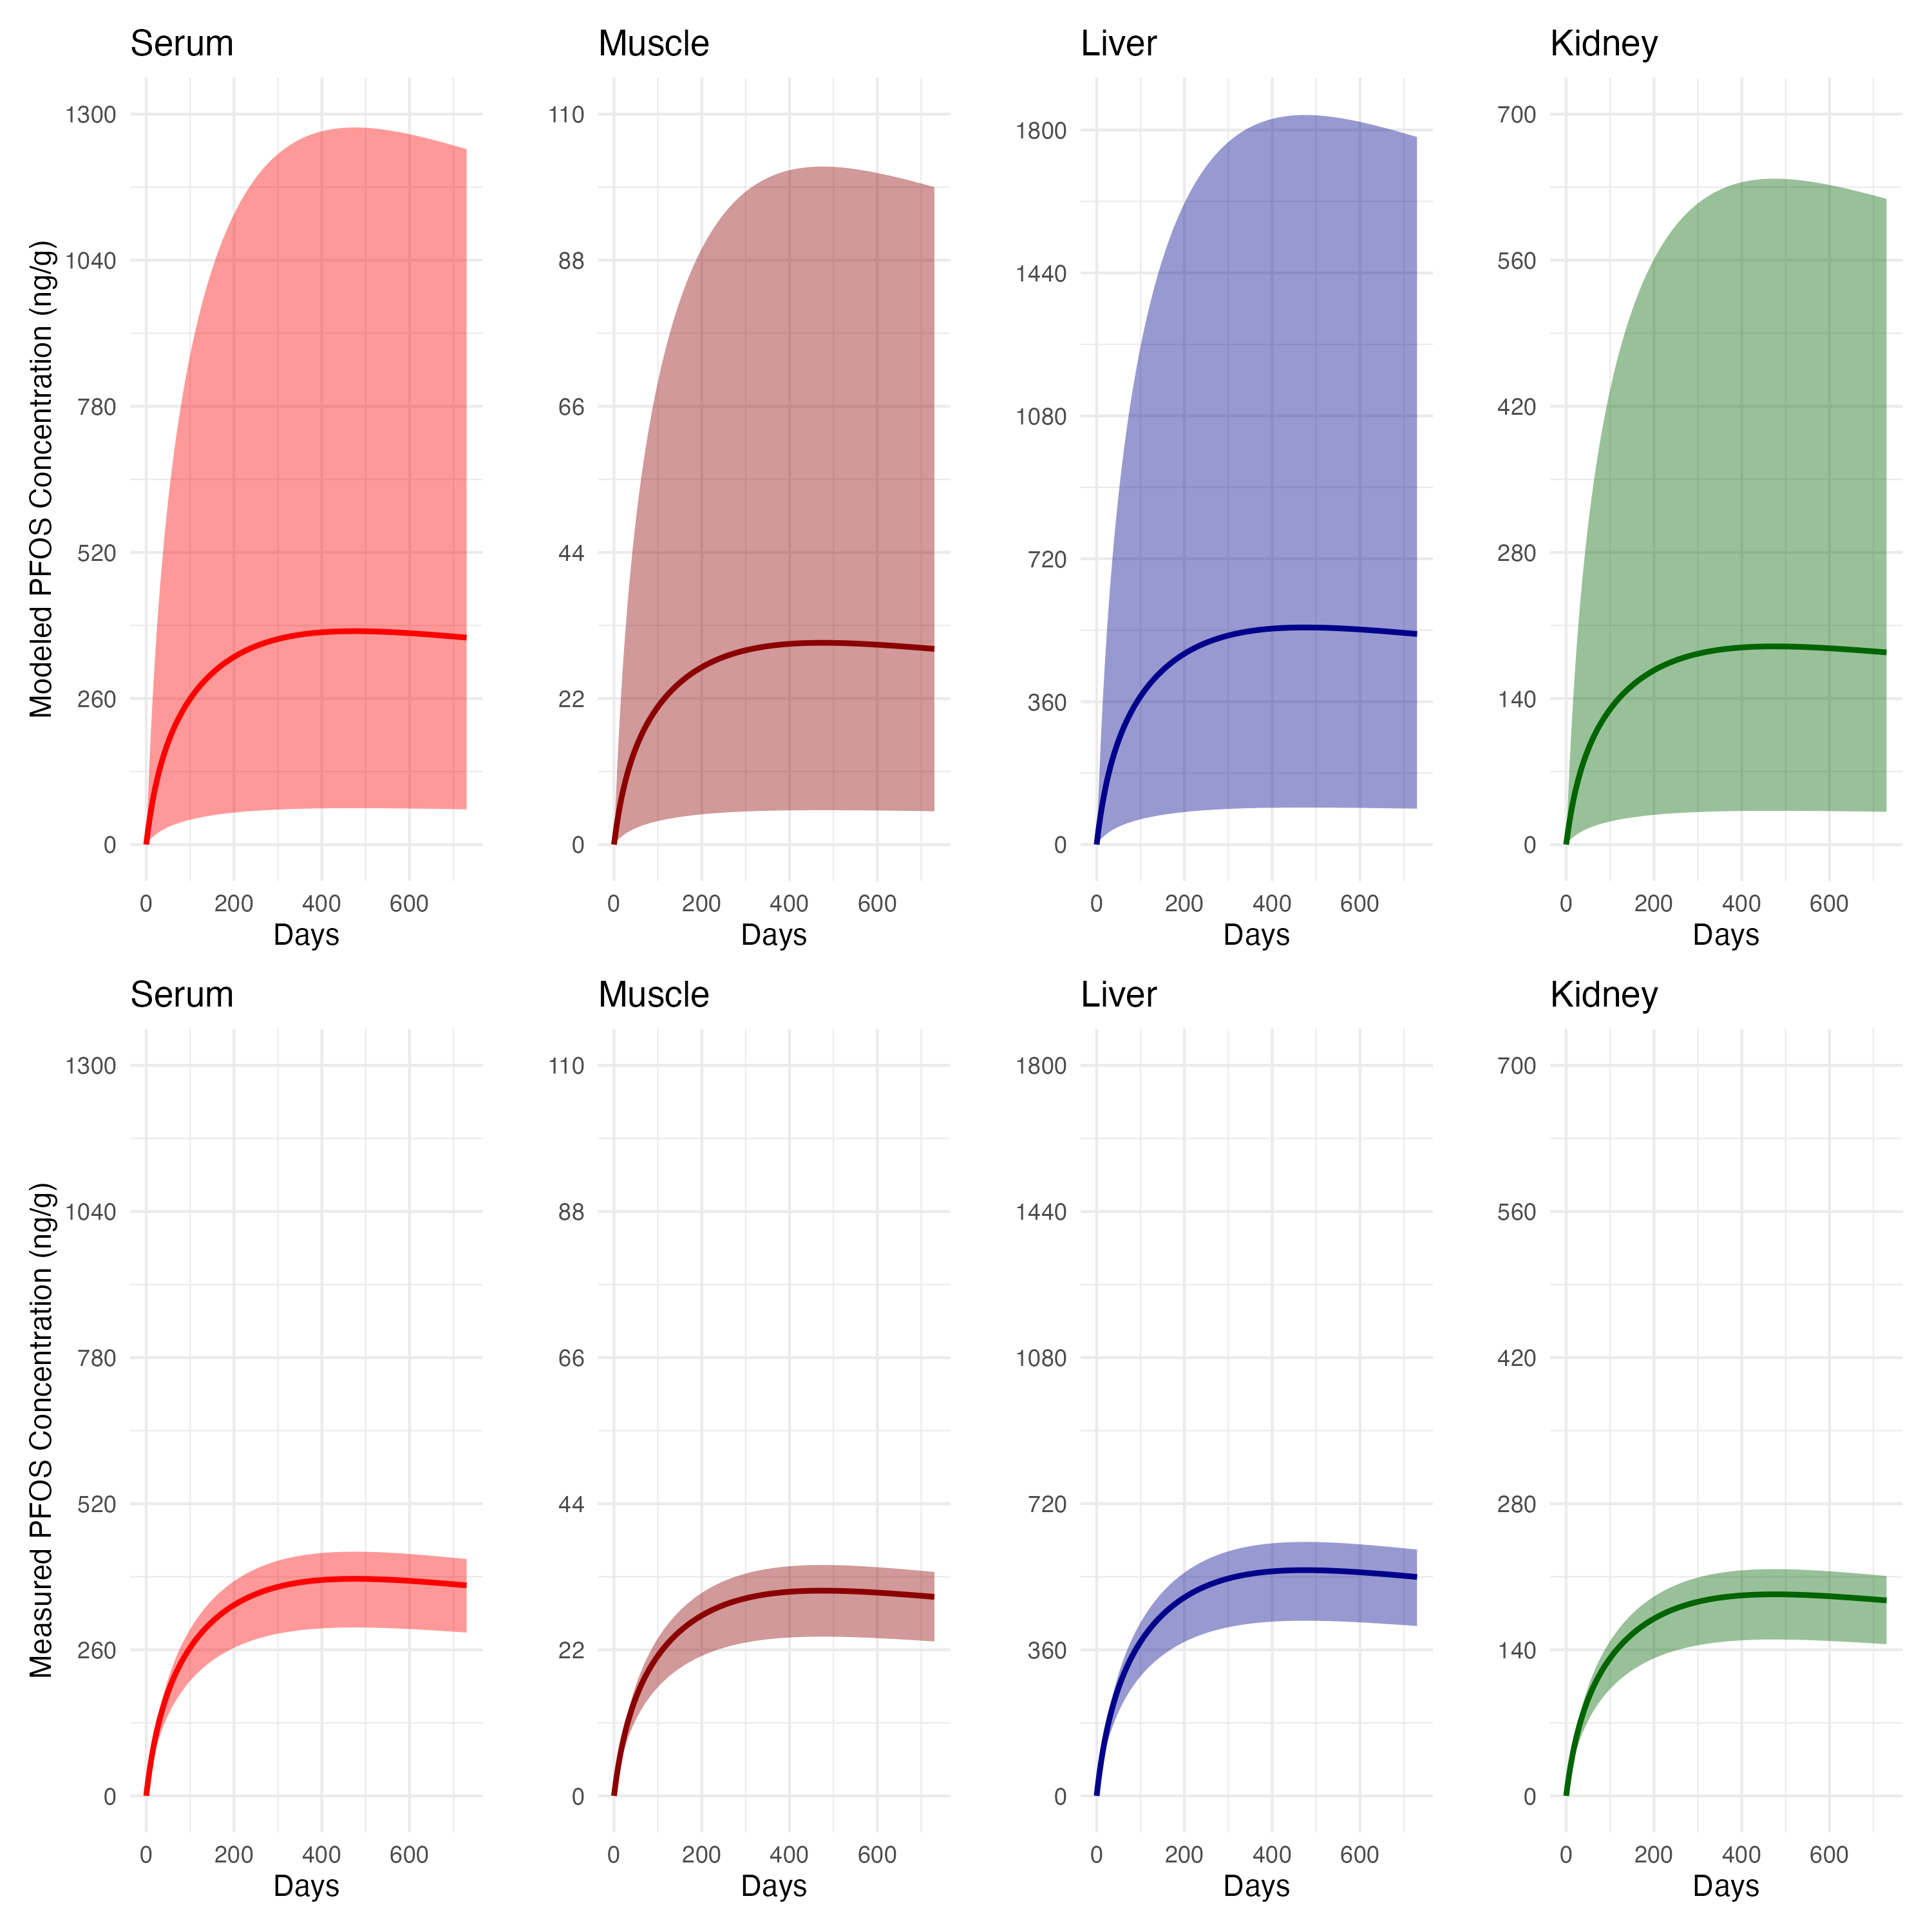 Serum Muscle Liver Kidney
Modeled PFOS Concentration (ng/g)
1300 110 1800 700
1040 88 1440 560
780 66 1080 420
520 44 720 280
260 22 360 140
0 0 0 0
0 200 400 600 0 200 400 600 0 200 400 600 0 200 400 600
Days Days Days Days
Serum Muscle Liver Kidney
Measured PFOS Concentration (ng/g)
1300 110 1800 700
1040 88 1440 560
780 66 1080 420
520 44 720 280
260 22 360 140
0 0 0 0
0 200 400 600 0 200 400 600 0 200 400 600 0 200 400 600
Days Days Days Days